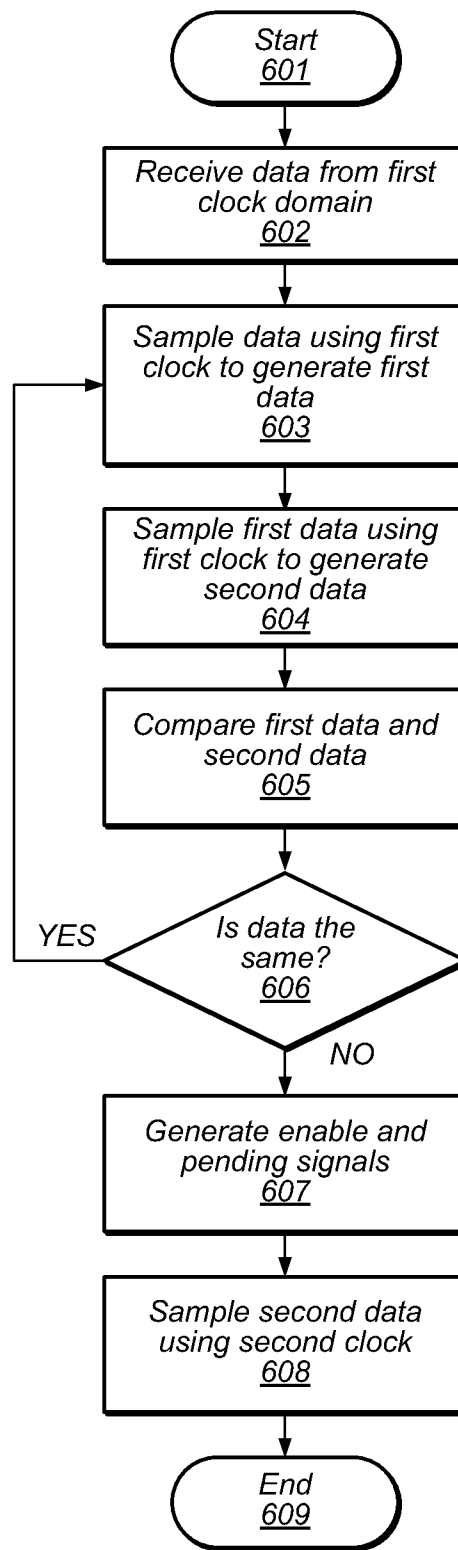 Start
601
Receive data from first
clock domain
602
Sample data using first
clock to generate first
data
603
Sample first data using
first clock to generate
second data
604
Compare first data and
second data
605
YES
Is data the
same?
606
NO
Generate enable and
pending signals
607
Sample second data
using second clock
608
End
609